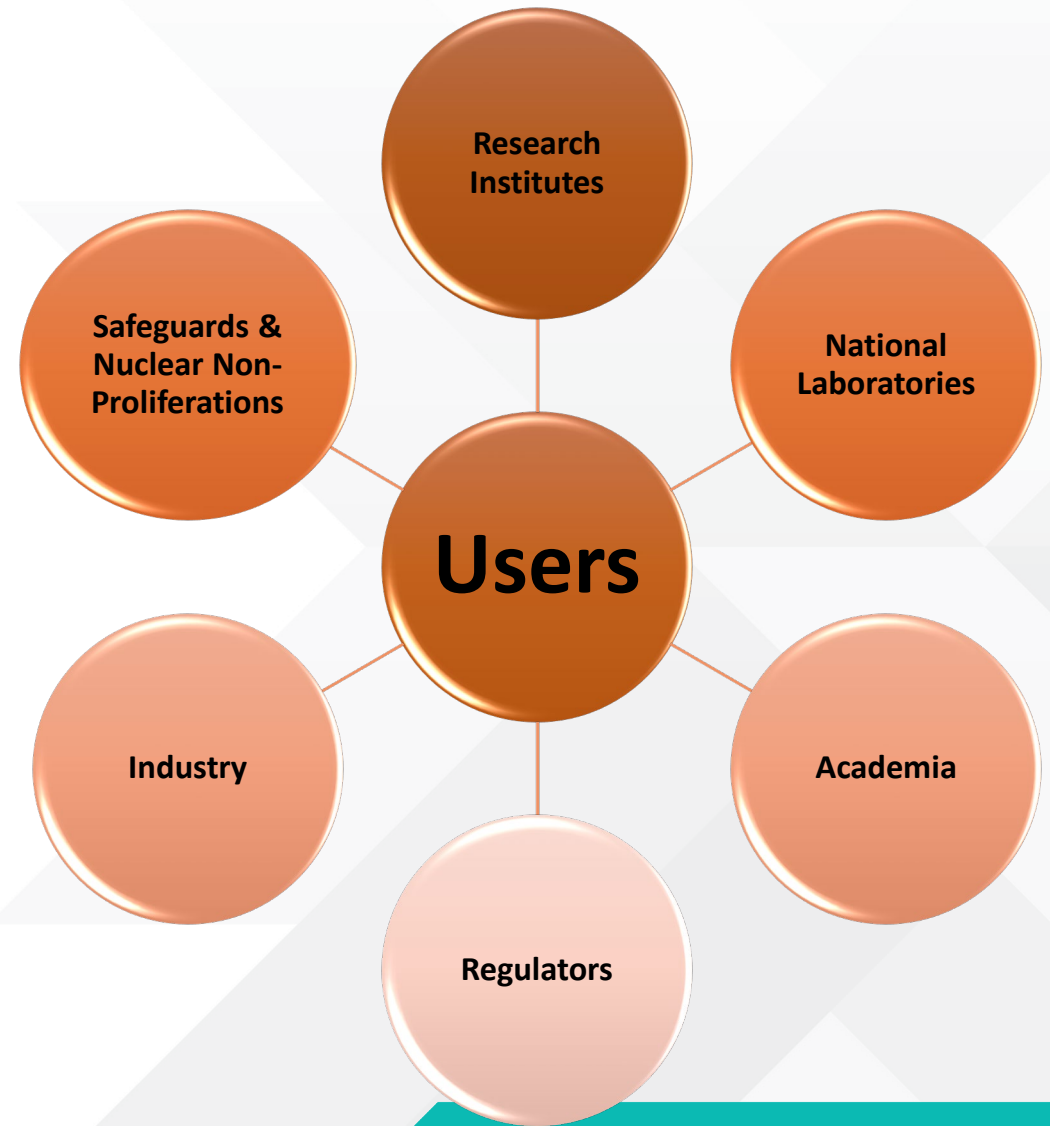 Research
Institutes
Safeguards &
Nuclear Non-
Proliferations
National
Laboratories
Users
Industry
Academia
Regulators